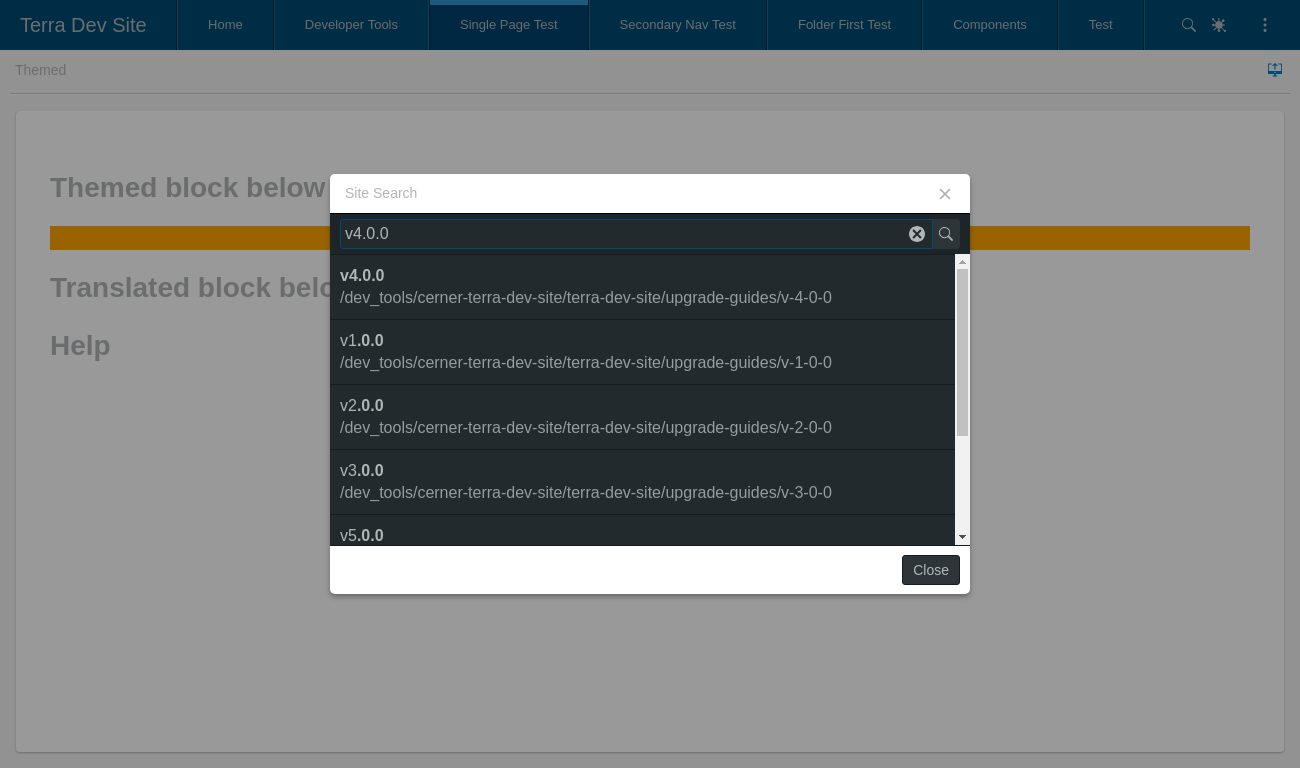 Terra Dev Site
Home
Developer Tools
Single Page Test
Secondary Nav Test
Folder First Test
Components
Test
Themed
Themed block below
Translated block belo
Help
Site Search
v4.0.0
v4.0.0
/dev_tools/cerner-terra-dev-site/terra-dev-site/upgrade-guides/v-4-0-0
v1.0.0
/dev_tools/cerner-terra-dev-site/terra-dev-site/upgrade-guides/v-1-0-0
v2.0.0
/dev_tools/cerner-terra-dev-site/terra-dev-site/upgrade-guides/v-2-0-0
v3.0.0
/dev_tools/cerner-terra-dev-site/terra-dev-site/upgrade-guides/v-3-0-0
v5.0.0
Close